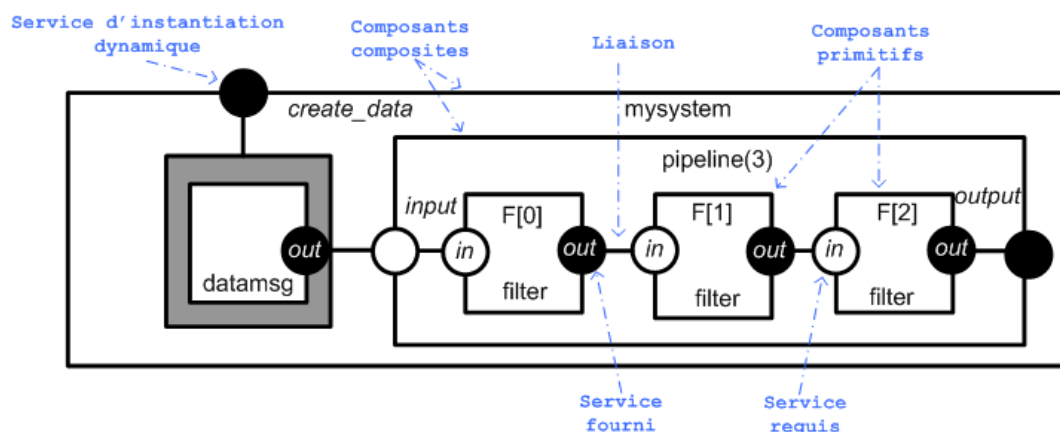 Service d'instantiation
dynamique
Composants
composites
Liaison
Composants
primitifs
create_data
mysystem
pipeline(3)
input
F[0]
F[1]
F[2]
output
out
in
out
in
out
in
out
datamsg
filter
filter
filter
Service
fourni
Service
requis